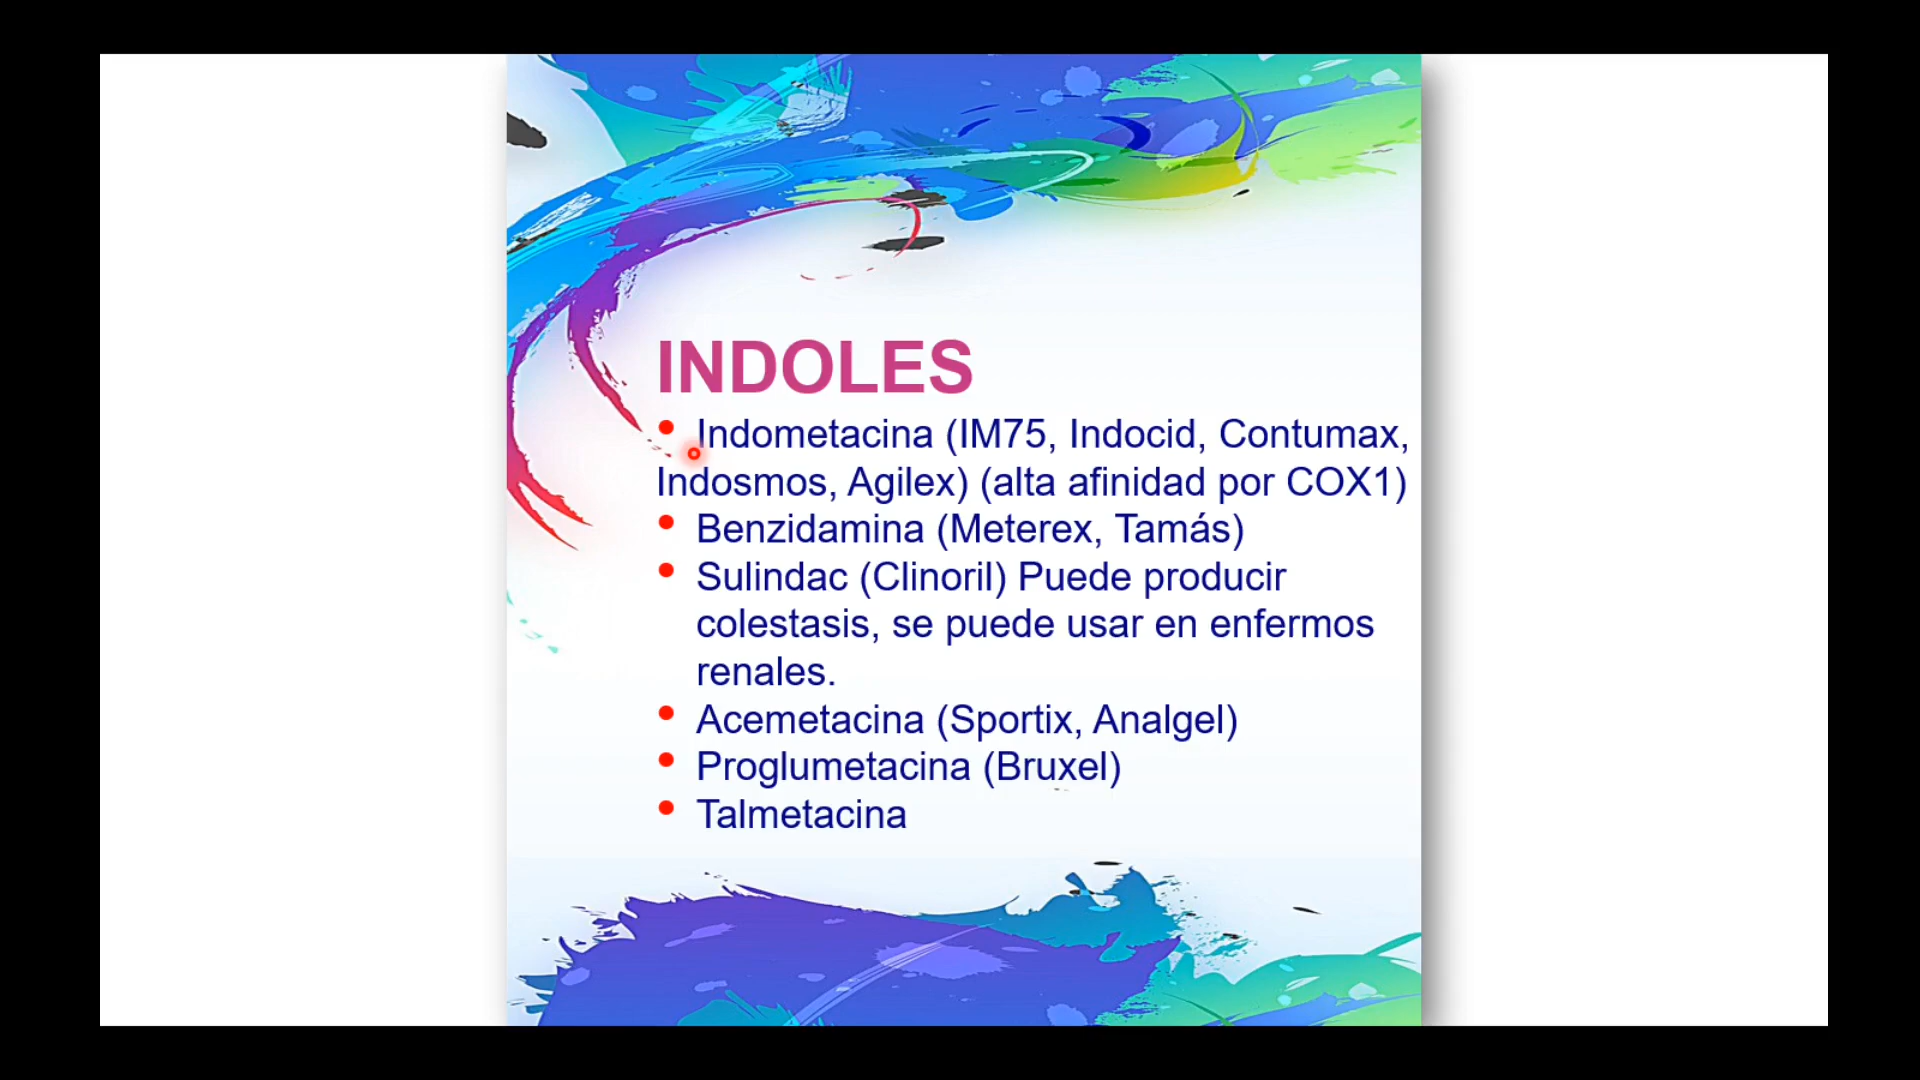 INDOLES
• Indometacina (IM75, Indocid, Contumax,
Indosmos, Agilex) (alta afinidad por COX1)
• Benzidamina (Meterex, Tamás)
• Sulindac (Clinoril) Puede producir
colestasis, se puede usar en enfermos
renales.
• Acemetacina (Sportix, Analgel)
• Proglumetacina (Bruxel)
• Talmetacina